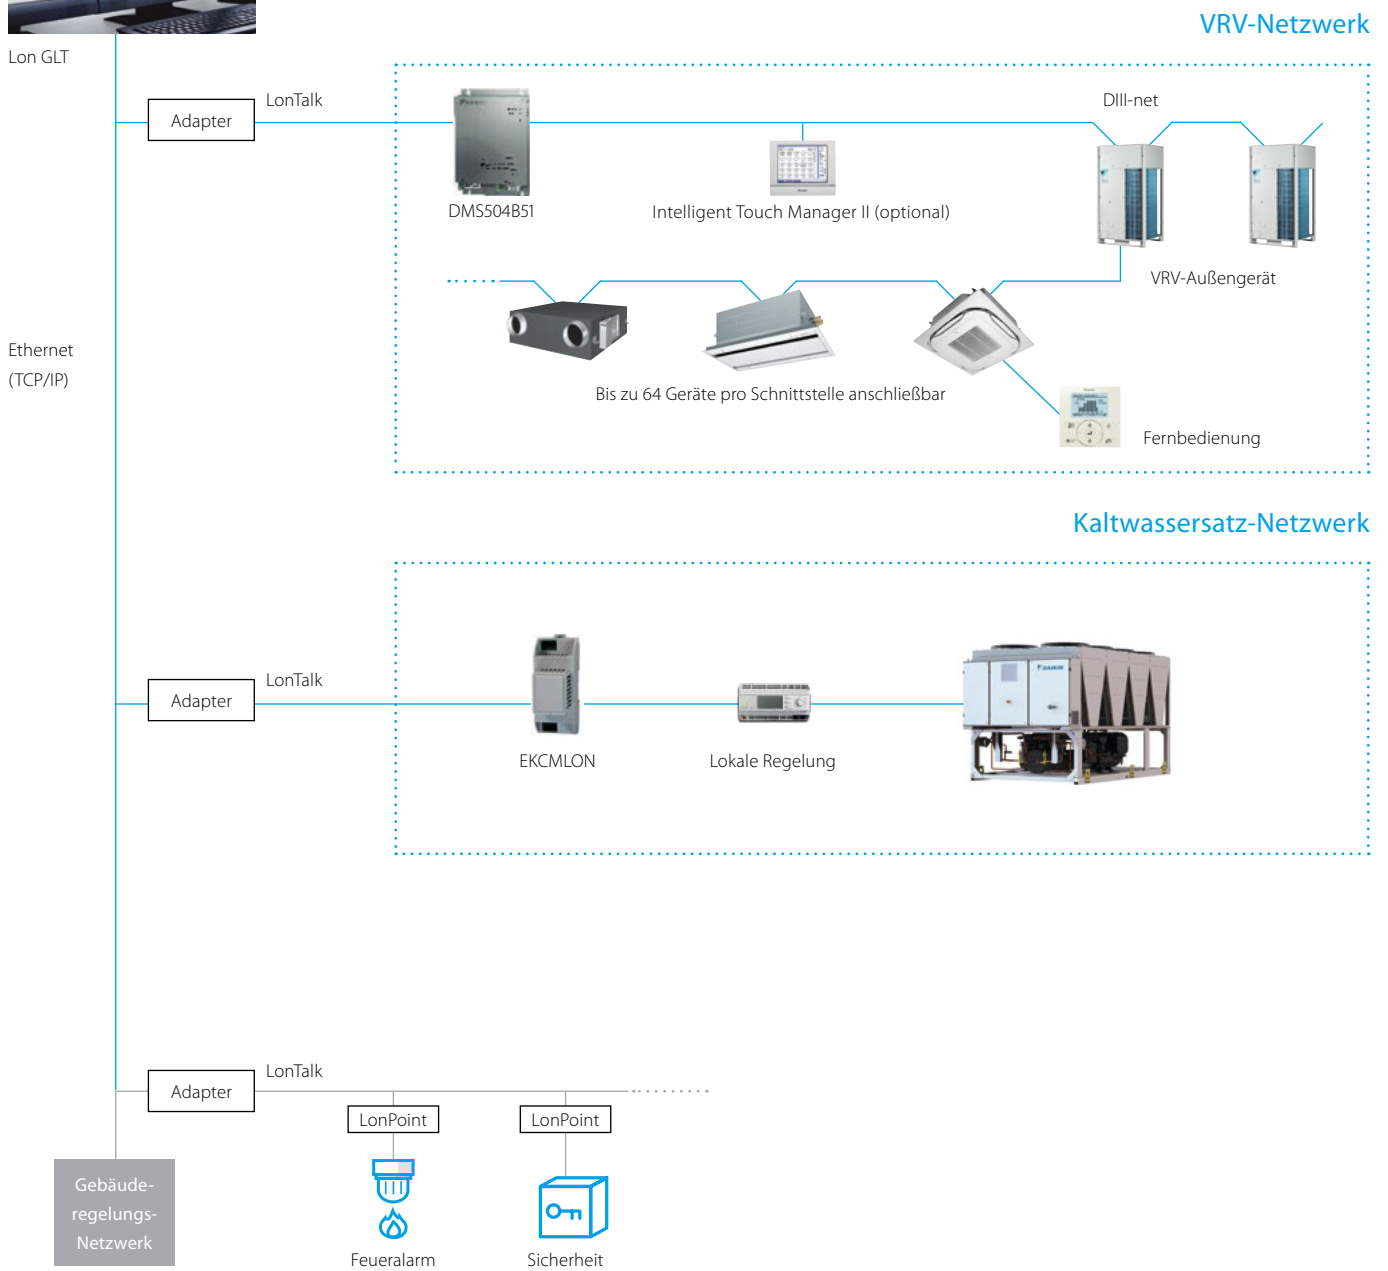 VRV-Netzwerk
Lon GLT
Adapter
LonTalk
DIII-net
DMS504B51
Intelligent Touch Manager II (optional)
VRV-Außengerät
Ethernet
(TCP/IP)
Bis zu 64 Geräte pro Schnittstelle anschließbar
Fernbedienung
Kaltwassersatz-Netzwerk
Adapter
LonTalk
DAIKIN
EKCMLON
Lokale Regelung
Adapter
LonTalk
LonPoint
LonPoint
Gebäude-
regelungs-
Netzwerk
Feueralarm
Sicherheit